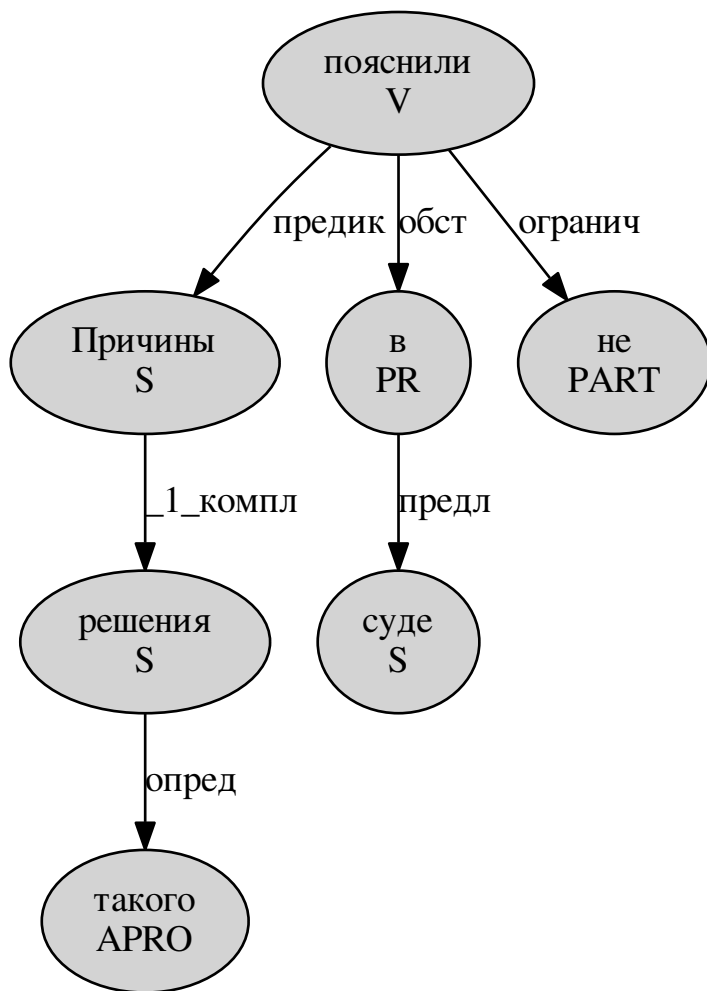 пояснили
V
предик
обст
огранич
Причины
S
в
PR
не
PART
_1_компл
предл
решения
S
суде
S
опред
такого
APRO